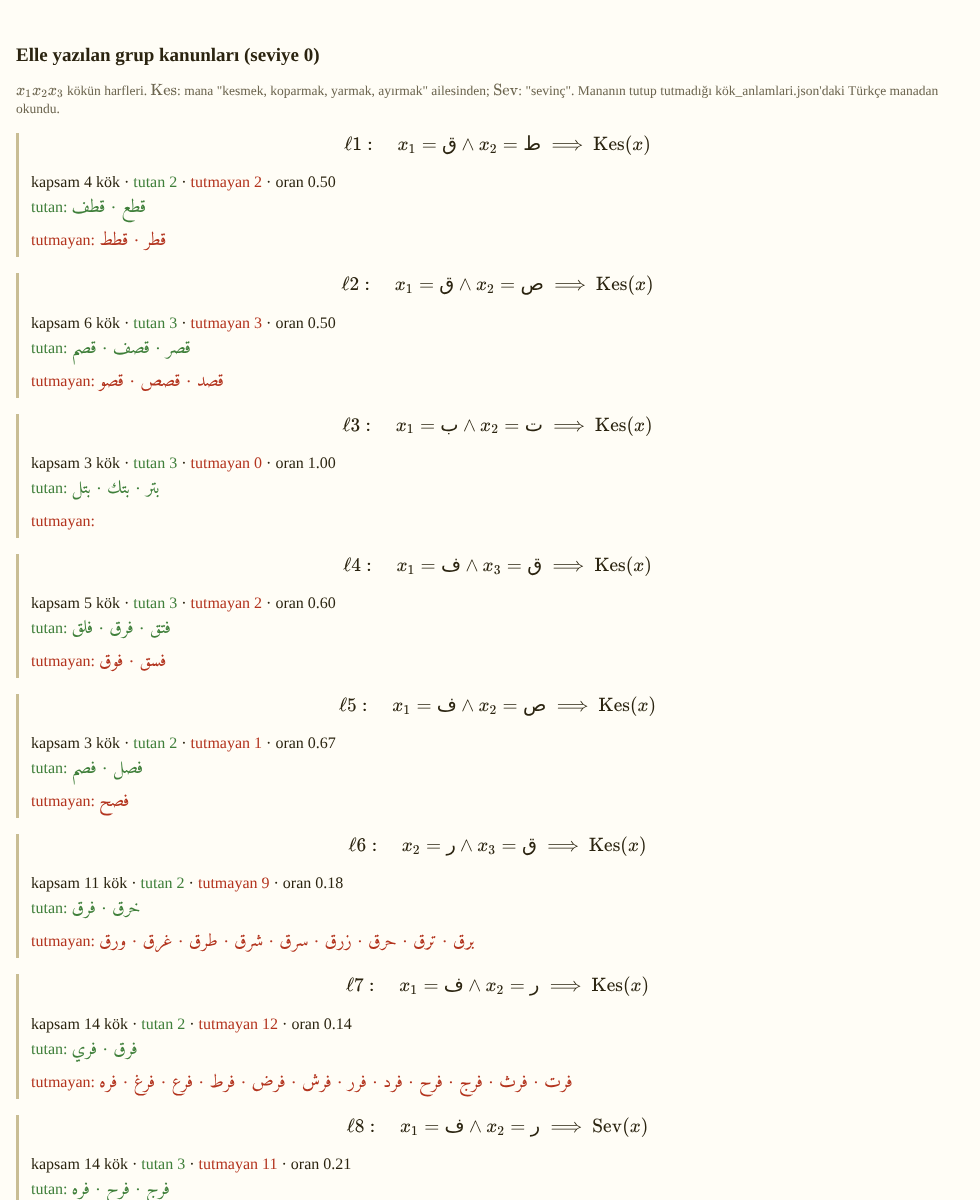 Elle yazılan grup kanunları (seviye 0)
x₁x₂x₃ kökün harfleri. Kes: mana "kesmek, koparmak, yarmak, ayırmak" ailesinden; Sev: "sevinç". Mananın tutup tutmadığı kök_anlamlari.json'daki Türkçe manadan
okundu.
ℓ1 : x₁ = ق ∧ x₂ = ط ⟹ Kes(x)
kapsam 4 kök · tutan 2 · tutmayan 2 · oran 0.50
tutan: قطع · قطف
tutmayan: قطر · قطط
ℓ2 : x₁ = ق ∧ x₂ = ص ⟹ Kes(x)
kapsam 6 kök · tutan 3 · tutmayan 3 · oran 0.50
tutan: قصر · قصف · قصم
tutmayan: قصد · قصص · قصو
ℓ3 : x₁ = ب ∧ x₂ = ت ⟹ Kes(x)
kapsam 3 kök · tutan 3 · tutmayan 0 · oran 1.00
tutan: بتر · بتك · بتل
tutmayan:
ℓ4 : x₁ = ف ∧ x₃ = ق ⟹ Kes(x)
kapsam 5 kök · tutan 3 · tutmayan 2 · oran 0.60
tutan: فتق · فرق · فلق
tutmayan: فسق · فوق
ℓ5 : x₁ = ف ∧ x₂ = ص ⟹ Kes(x)
kapsam 3 kök · tutan 2 · tutmayan 1 · oran 0.67
tutan: فصل · فصم
tutmayan: فصح
ℓ6 : x₂ = ر ∧ x₃ = ق ⟹ Kes(x)
kapsam 11 kök · tutan 2 · tutmayan 9 · oran 0.18
tutan: خرق · فرق
tutmayan: برق · ترق · حرق · زرق · سرق · شرق · طرق · غرق · ورق
ℓ7 : x₁ = ف ∧ x₂ = ر ⟹ Kes(x)
kapsam 14 kök · tutan 2 · tutmayan 12 · oran 0.14
tutan: فرق · فري
tutmayan: فرت · فرث · فرج · فرح · فرد · فرر · فرش · فرض · فرط · فرع · فرغ · فره
ℓ8 : x₁ = ف ∧ x₂ = ر ⟹ Sev(x)
kapsam 14 kök · tutan 3 · tutmayan 11 · oran 0.21
tutan: فرج · فرح · فره